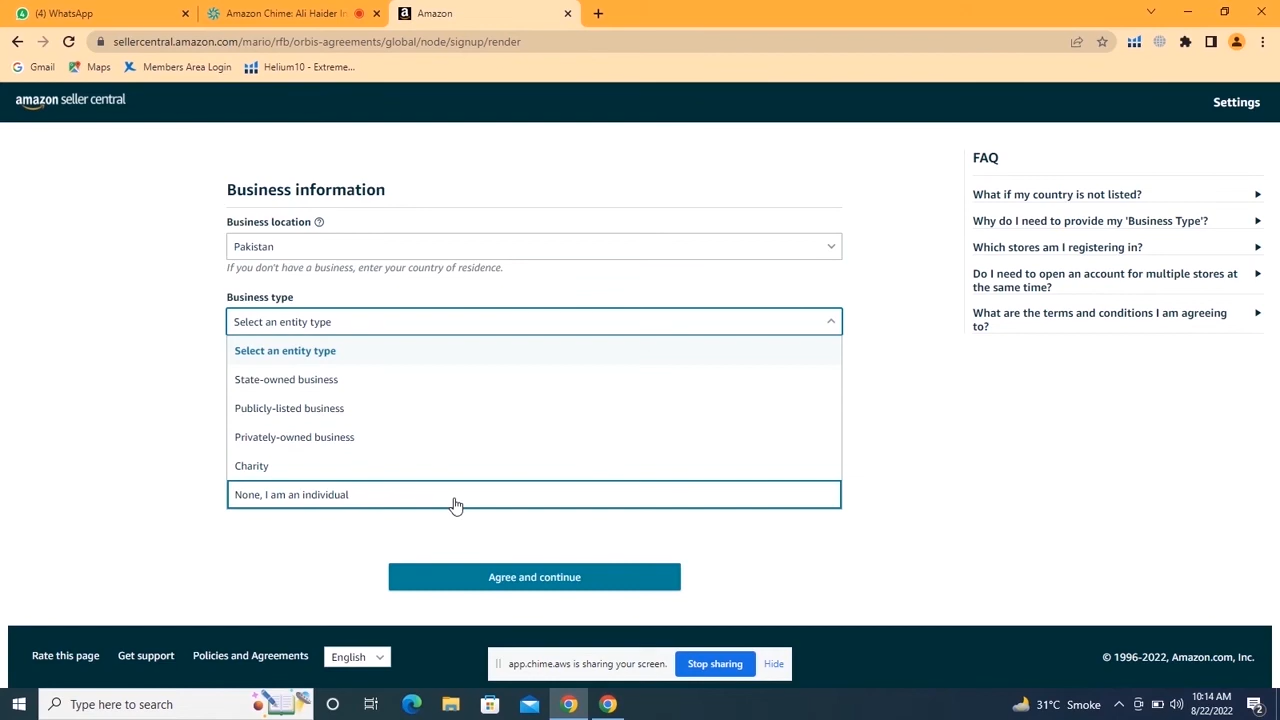 (4) WhatsApp
Amazon Chime: Ali Haider In
Amazon
sellercentral.amazon.com/mario/rfb/orbis-agreements/global/node/signup/render
Gmail
Maps
Members Area Login
Helium10 - Extreme...
amazon seller central
Settings
Business information
Business location
Pakistan
If you don't have a business, enter your country of residence.
Business type
Select an entity type
Select an entity type
State-owned business
Publicly-listed business
Privately-owned business
Charity
None, I am an individual
Agree and continue
FAQ
What if my country is not listed?
Why do I need to provide my 'Business Type'?
Which stores am I registering in?
Do I need to open an account for multiple stores at
the same time?
What are the terms and conditions I am agreeing
to?
Rate this page
Get support
Policies and Agreements
English
app.chime.aws is sharing your screen.
Stop sharing
Hide
© 1996-2022, Amazon.com, Inc.
Type here to search
31°C Smoke
10:14 AM
8/22/2022
2